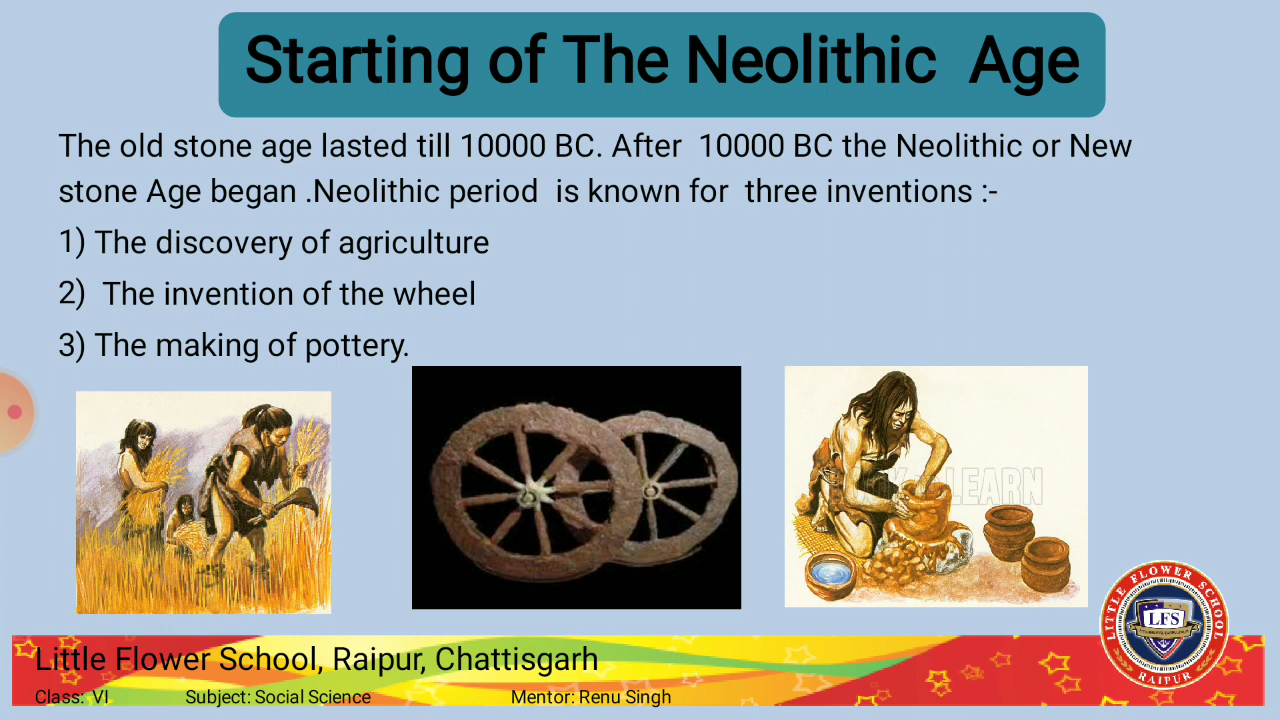 Starting of The Neolithic Age
The old stone age lasted till 10000 BC. After 10000 BC the Neolithic or New
stone Age began .Neolithic period is known for three inventions :-
1) The discovery of agriculture
2) The invention of the wheel
3) The making of pottery.
LEARN
LITTLE FLOWER SCHOOL
LFS
RAIPUR
Little Flower School, Raipur, Chattisgarh
Class: VI Subject: Social Science Mentor: Renu Singh